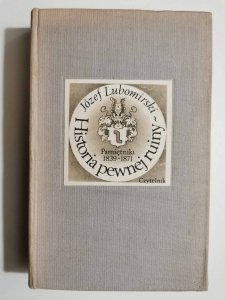 Józef Lubomirski –
Historia pewnej ruiny
Pamiętniki
1839-1871
Czytelnik